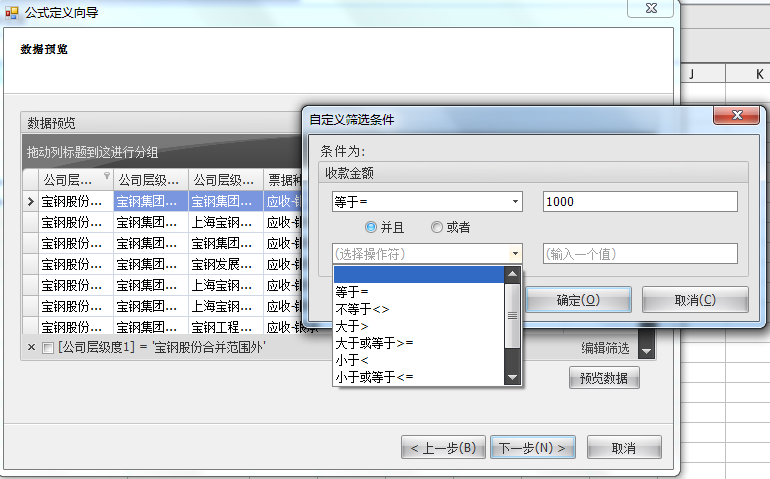 公式定义向导
数据预览
J K
数据预览
拖动列标题到这进行分组
公司层... 公司层级... 公司层级... 票据种
宝钢股份... 宝钢集团... 宝钢集团... 应收-银
宝钢股份... 宝钢集团... 上海宝钢... 应收-银
宝钢股份... 宝钢集团... 宝钢集团... 应收-银
宝钢股份... 宝钢集团... 宝钢发展... 应收-银
宝钢股份... 宝钢集团... 上海宝钢... 应收-银
宝钢股份... 宝钢集团... 上海宝钢... 应收-银
宝钢股份... 宝钢集团... 宝钢工程... 应收-银承
[公司层级度1] = '宝钢股份合并范围外'
编辑筛选
预览数据
< 上一步(B) 下一步(N) > 取消
自定义筛选条件
条件为:
收款金额
等于= 1000
并且 或者
(选择操作符) (输入一个值)
等于=
不等于<>
大于>
大于或等于>=
小于<
小于或等于<=
确定(O) 取消(C)